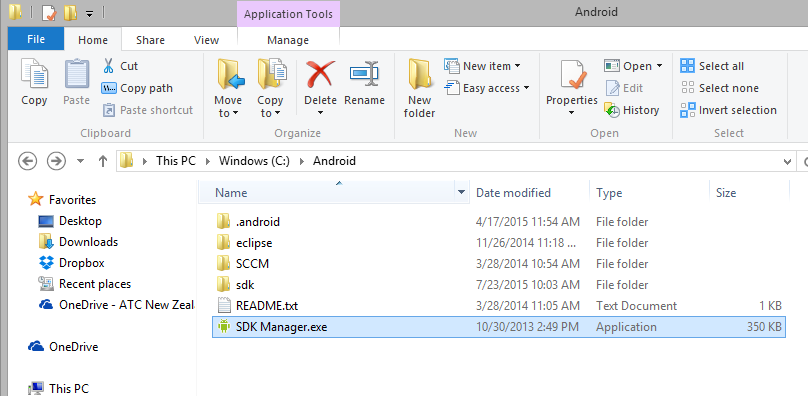 Application Tools
Android
File Home Share View Manage
Copy
Paste
Cut
Copy path
Paste shortcut
Clipboard
Move to
Copy to
Delete
Rename
Organize
New folder
New item
Easy access
New
Properties
Open
Edit
History
Open
Select all
Select none
Invert selection
Select
This PC Windows (C:) Android
Name Date modified Type Size
Favorites
Desktop
Downloads
Dropbox
Recent places
OneDrive - ATC New Zeal
OneDrive
This PC
.android 4/17/2015 11:54 AM File folder
eclipse 11/26/2014 11:18 ... File folder
SCCM 3/28/2014 10:54 AM File folder
sdk 7/23/2015 10:03 AM File folder
README.txt 3/28/2014 11:05 AM Text Document 1 KB
SDK Manager.exe 10/30/2013 2:49 PM Application 350 KB